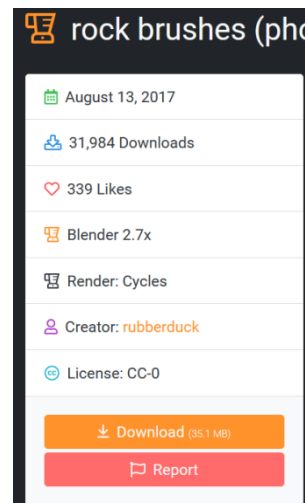 rock brushes (pho
August 13, 2017
31,984 Downloads
339 Likes
Blender 2.7x
Render: Cycles
Creator: rubberduck
License: CC-0
Download (35.1 MB)
Report